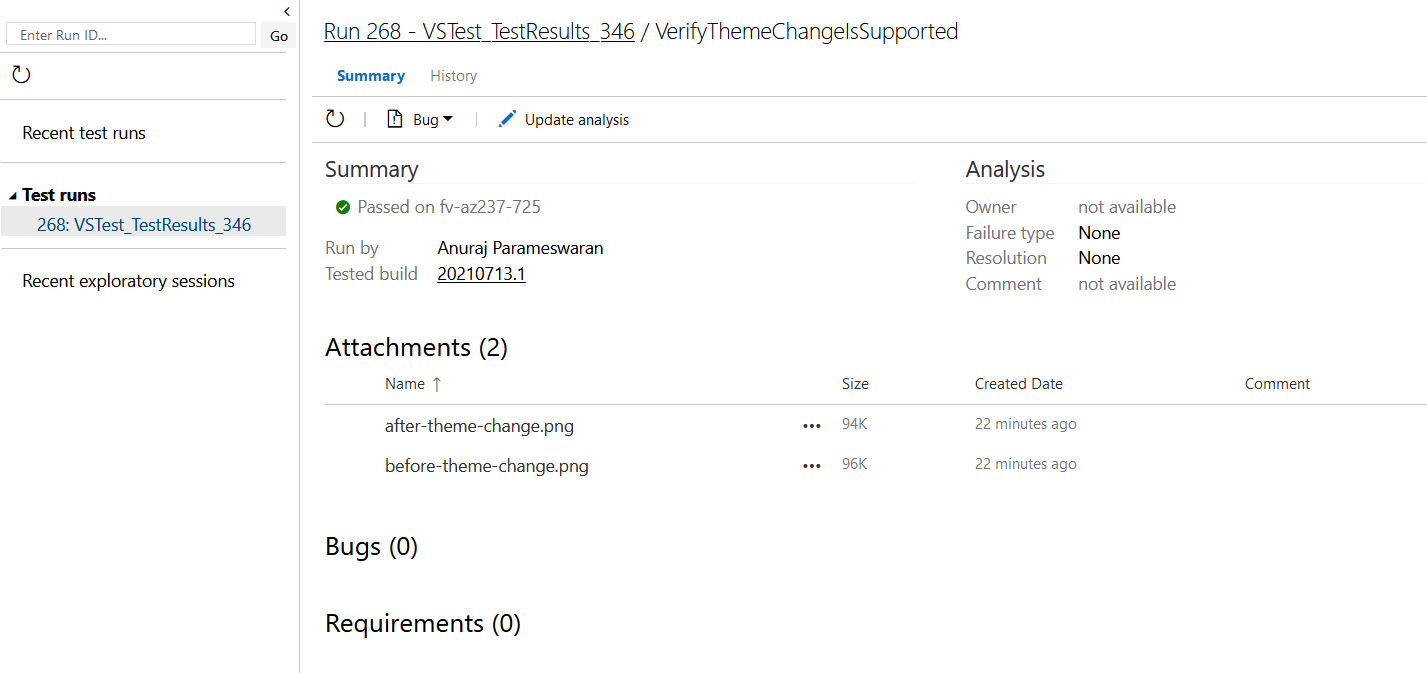 Enter Run ID...
Go
Recent test runs
Test runs
268: VSTest_TestResults_346
Recent exploratory sessions
Run 268 - VSTest_TestResults_346 / VerifyThemeChangeIsSupported
Summary History
Bug Update analysis
Summary
Passed on fv-az237-725
Run by Anuraj Parameswaran
Tested build 20210713.1
Analysis
Owner not available
Failure type None
Resolution None
Comment not available
Attachments (2)
Name ↑ Size Created Date Comment
after-theme-change.png ••• 94K 22 minutes ago
before-theme-change.png ••• 96K 22 minutes ago
Bugs (0)
Requirements (0)